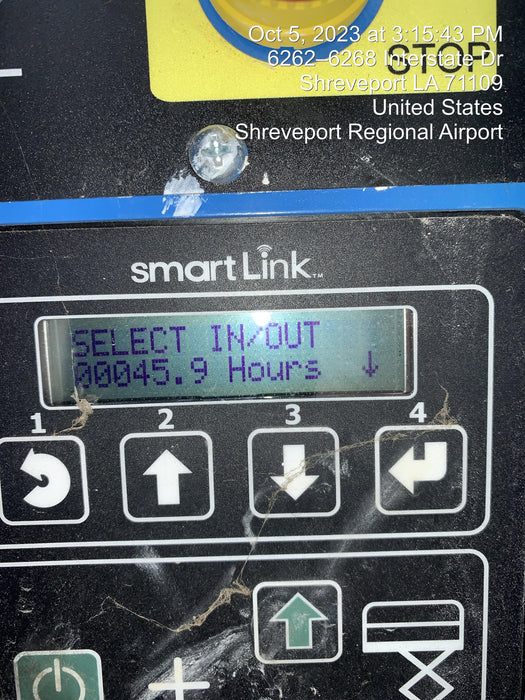 Oct 5, 2023 at 3:15:43 PM
6262–6268 Interstate Dr
STOP
Shreveport LA 71109
United States
Shreveport Regional Airport
smartLink™
SELECT IN/OUT
00045.9 Hours ↓
1 2 3 4